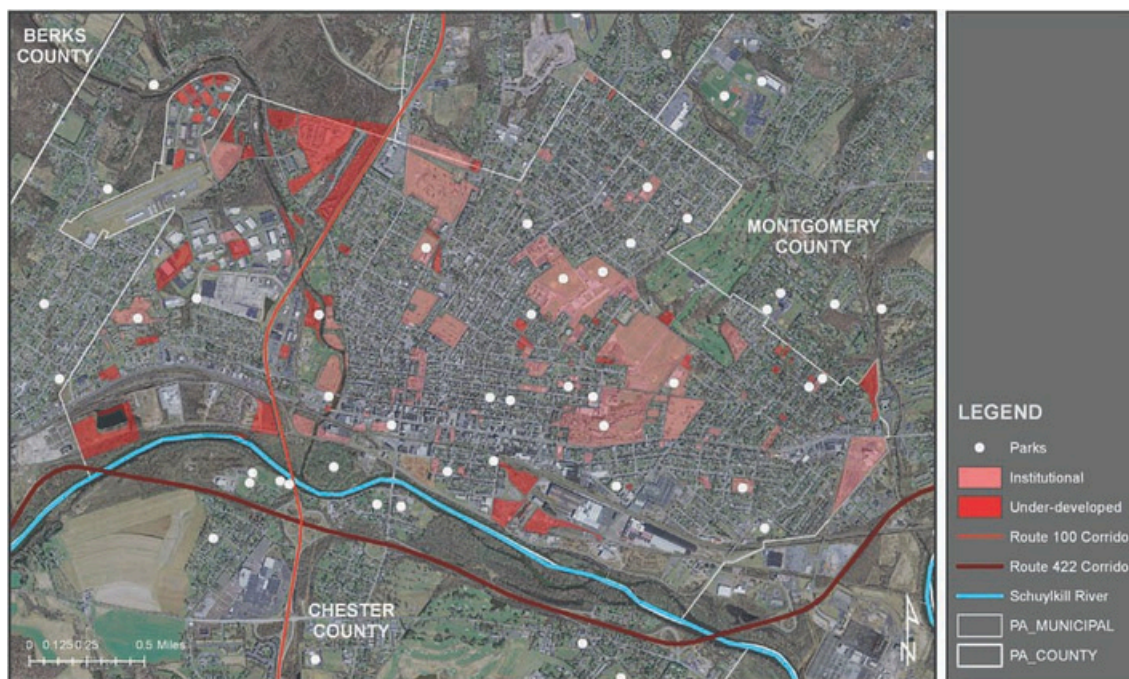 BERKS
COUNTY
MONTGOMERY
COUNTY
CHESTER
COUNTY
0 0.125 0.25 0.5 Miles
LEGEND
Parks
Institutional
Under-developed
Route 100 Corrido
Route 422 Corrido
Schuylkill River
PA_MUNICIPAL
PA_COUNTY
N